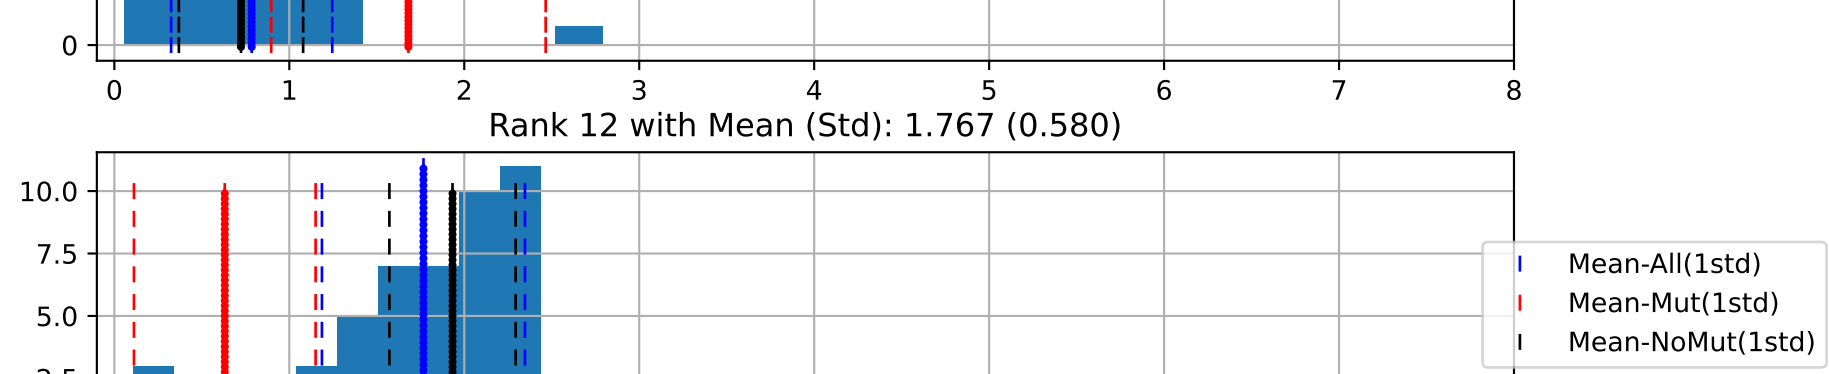 0
0 1 2 3 4 5 6 7 8
Rank 12 with Mean (Std): 1.767 (0.580)
10.0
7.5
5.0
Mean-All(1std)
Mean-Mut(1std)
Mean-NoMut(1std)